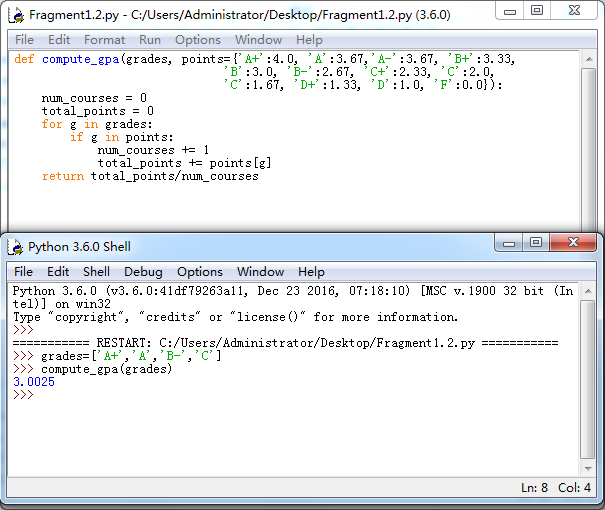 Fragment1.2.py - C:/Users/Administrator/Desktop/Fragment1.2.py (3.6.0)
File Edit Format Run Options Window Help
def compute_gpa(grades, points={'A+':4.0, 'A':3.67,'A-':3.67, 'B+':3.33,
'B':3.0, 'B-':2.67, 'C+':2.33, 'C':2.0,
'C':1.67, 'D+':1.33, 'D':1.0, 'F':0.0}):
num_courses = 0
total_points = 0
for g in grades:
if g in points:
num_courses += 1
total_points += points[g]
return total_points/num_courses
Python 3.6.0 Shell
File Edit Shell Debug Options Window Help
Python 3.6.0 (v3.6.0:41df79263a11, Dec 23 2016, 07:18:10) [MSC v.1900 32 bit (In
tel)] on win32
Type "copyright", "credits" or "license()" for more information.
>>>
=========== RESTART: C:/Users/Administrator/Desktop/Fragment1.2.py ===========
>>> grades=['A+','A','B-','C']
>>> compute_gpa(grades)
3.0025
>>>
Ln: 8 Col: 4